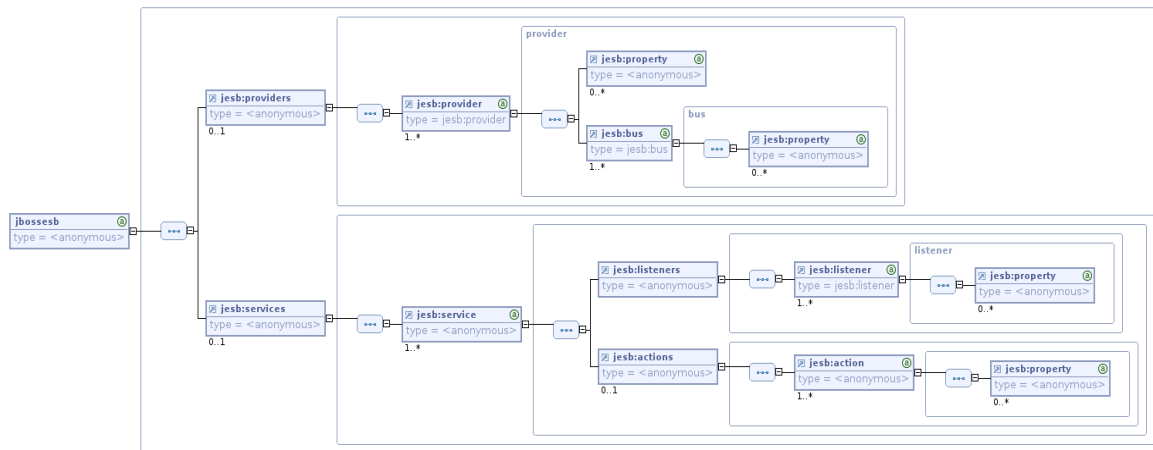 provider
jesb:property
type = <anonymous>
0..*
jesb:providers
type = <anonymous>
0..1
jesb:provider
type = jesb:provider
1..*
bus
jesb:bus
type = jesb:bus
1..*
jesb:property
type = <anonymous>
0..*
jbossesb
type = <anonymous>
listener
jesb:listeners
type = <anonymous>
jesb:listener
type = jesb:listener
1..*
jesb:property
type = <anonymous>
0..*
jesb:services
type = <anonymous>
0..1
jesb:service
type = <anonymous>
1..*
jesb:actions
type = <anonymous>
0..1
jesb:action
type = <anonymous>
1..*
jesb:property
type = <anonymous>
0..*